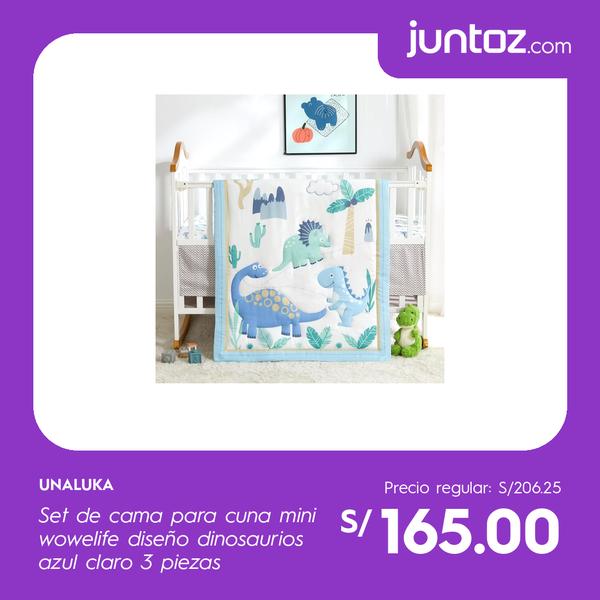 juntoz.com
UNALUKA
Set de cama para cuna mini
wowelife diseño dinosaurios
azul claro 3 piezas
Precio regular: S/206.25
S/165.00